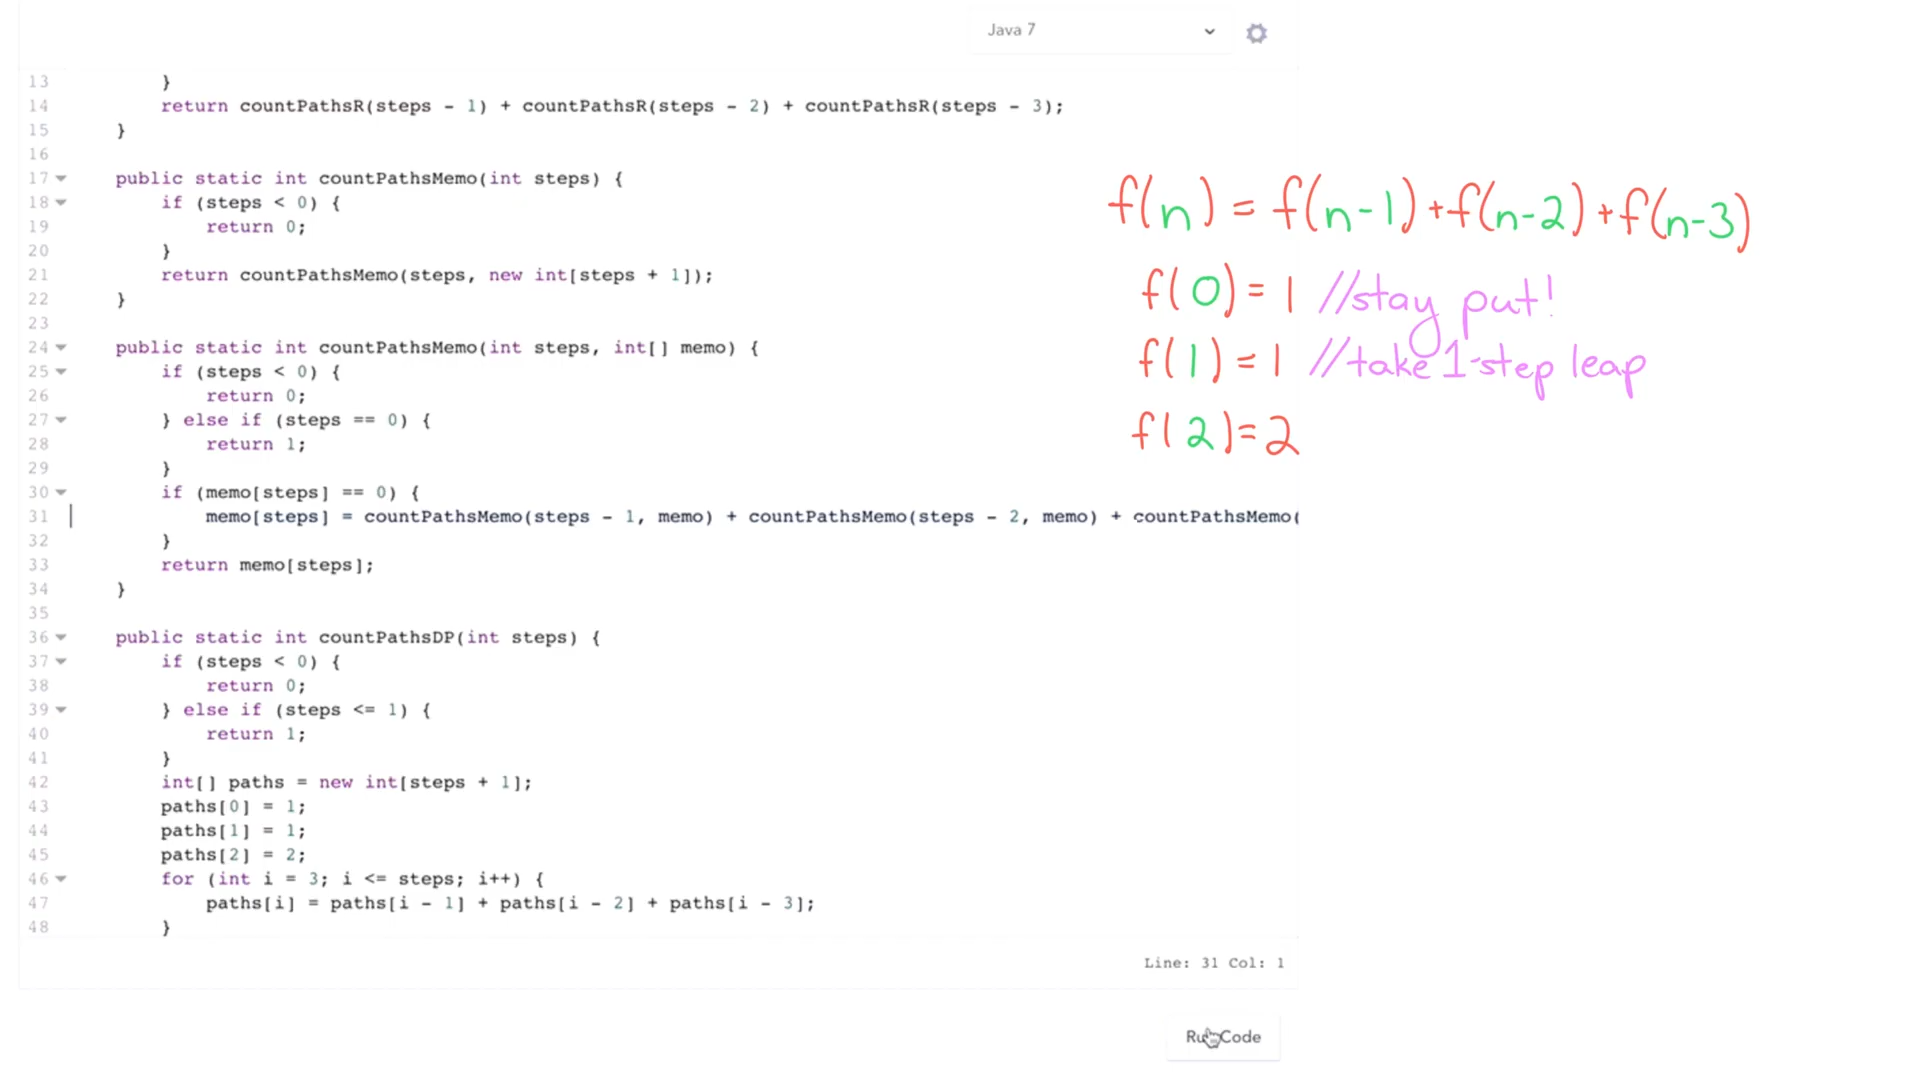 Java 7
13 }
14 return countPathsR(steps - 1) + countPathsR(steps - 2) + countPathsR(steps - 3);
15 }
16
17 public static int countPathsMemo(int steps) {
18 if (steps < 0) {
19 return 0;
20 }
21 return countPathsMemo(steps, new int[steps + 1]);
22 }
23
24 public static int countPathsMemo(int steps, int[] memo) {
25 if (steps < 0) {
26 return 0;
27 } else if (steps == 0) {
28 return 1;
29 }
30 if (memo[steps] == 0) {
31 memo[steps] = countPathsMemo(steps - 1, memo) + countPathsMemo(steps - 2, memo) + countPathsMemo(
32 }
33 return memo[steps];
34 }
35
36 public static int countPathsDP(int steps) {
37 if (steps < 0) {
38 return 0;
39 } else if (steps <= 1) {
40 return 1;
41 }
42 int[] paths = new int[steps + 1];
43 paths[0] = 1;
44 paths[1] = 1;
45 paths[2] = 2;
46 for (int i = 3; i <= steps; i++) {
47 paths[i] = paths[i - 1] + paths[i - 2] + paths[i - 3];
48 }
Line: 31 Col: 1
Run Code
f(n) = f(n-1) + f(n-2) + f(n-3)
f(0) = 1 //stay put!
f(1) = 1 //take 1-step leap
f(2) = 2